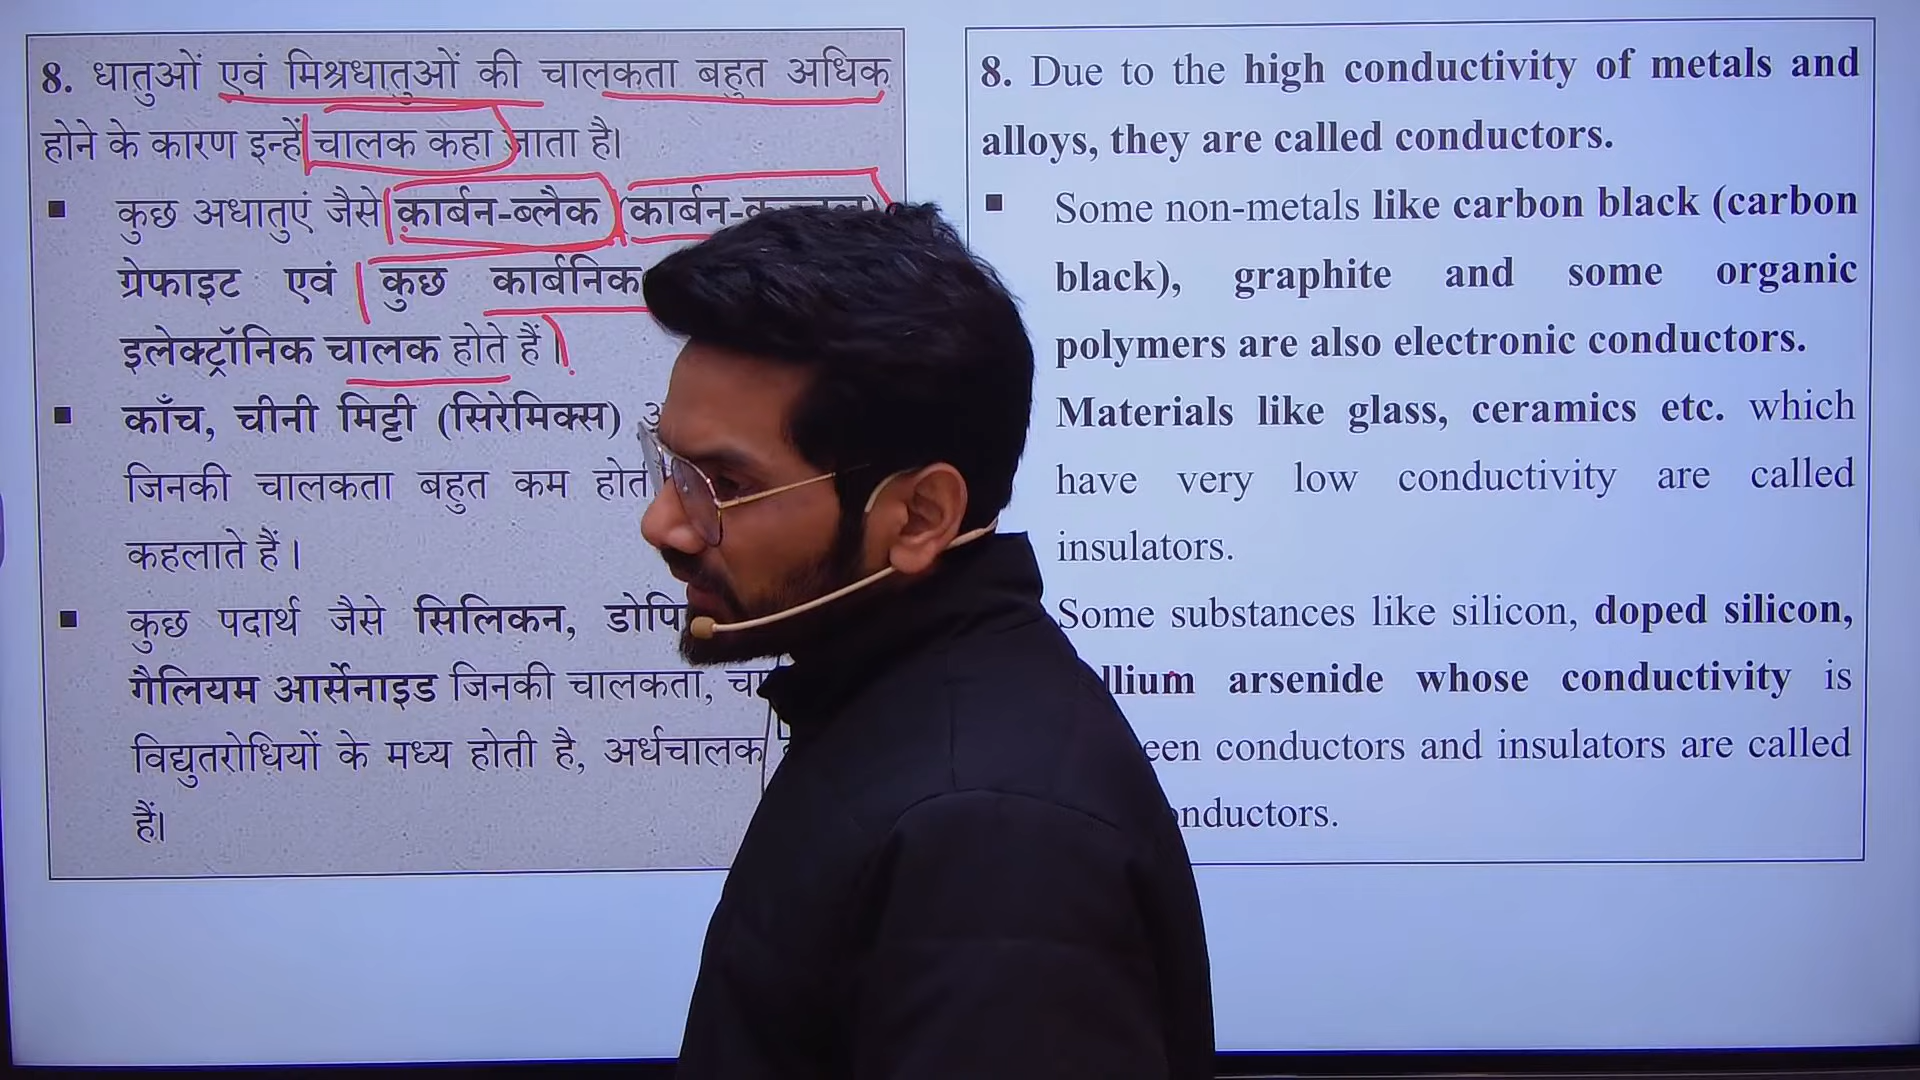 8. धातुओं एवं मिश्रधातुओं की चालकता बहुत अधिक
होने के कारण इन्हें चालक कहा जाता है।
▪ कुछ अधातुएं जैसे कार्बन-ब्लैक (कार्बन-
ग्रेफाइट एवं कुछ कार्बनिक
इलेक्ट्रॉनिक चालक होते हैं।
▪ काँच, चीनी मिट्टी (सिरेमिक्स)
जिनकी चालकता बहुत कम
कहलाते हैं।
▪ कुछ पदार्थ जैसे सिलिकन,
गैलियम आर्सेनाइड जिनकी चालकता,
विद्युतरोधियों के मध्य होती है, अर्धचालक
हैं।
8. Due to the high conductivity of metals and
alloys, they are called conductors.
▪ Some non-metals like carbon black (carbon
black), graphite and some organic
polymers are also electronic conductors.
Materials like glass, ceramics etc. which
have very low conductivity are called
insulators.
Some substances like silicon, doped silicon,
llium arsenide whose conductivity is
een conductors and insulators are called
nductors.